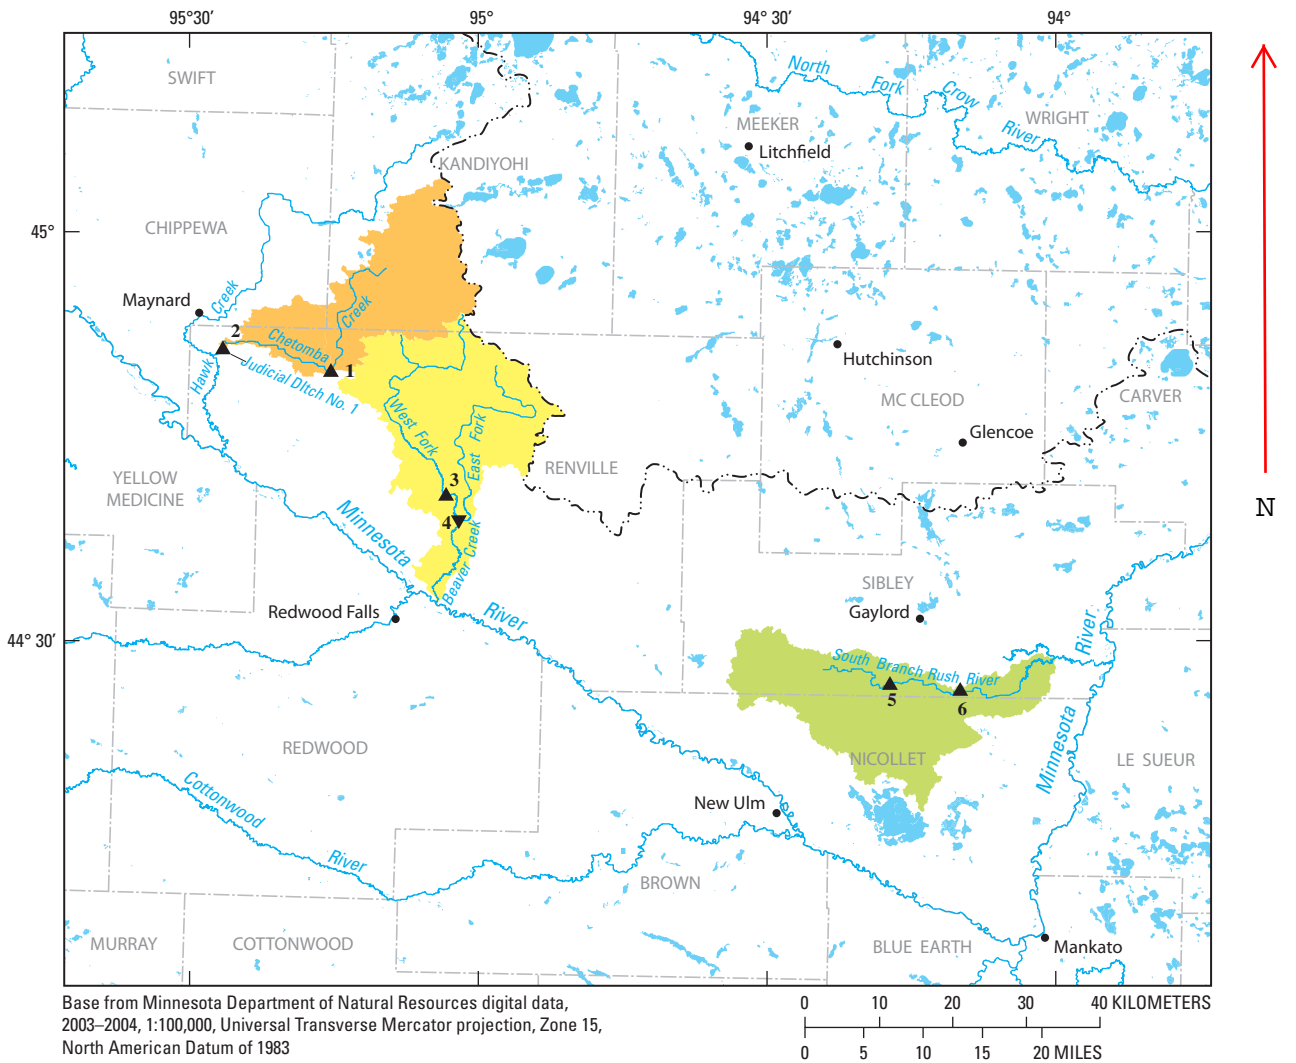 95°30′ 95° 94°30′ 94°
SWIFT
North Fork Crow River
MEEKER
WRIGHT
Litchfield
KANDIYOHI
CHIPPEWA
45°
Maynard
Creek
2
Chetomba Creek
1
Judicial DItch No. 1
Hawk
Hutchinson
MC CLEOD
CARVER
Glencoe
West Fork
East Fork
RENVILLE
YELLOW
MEDICINE
3
4
Minnesota River
Beaver Creek
SIBLEY
Gaylord
Redwood Falls
44°30′
South Branch Rush River
5
6
Minnesota River
REDWOOD
NICOLLET
LE SUEUR
Cottonwood River
New Ulm
BROWN
MURRAY
COTTONWOOD
BLUE EARTH
Mankato
N
Base from Minnesota Department of Natural Resources digital data,
2003–2004, 1:100,000, Universal Transverse Mercator projection, Zone 15,
North American Datum of 1983
0 10 20 30 40 KILOMETERS
0 5 10 15 20 MILES